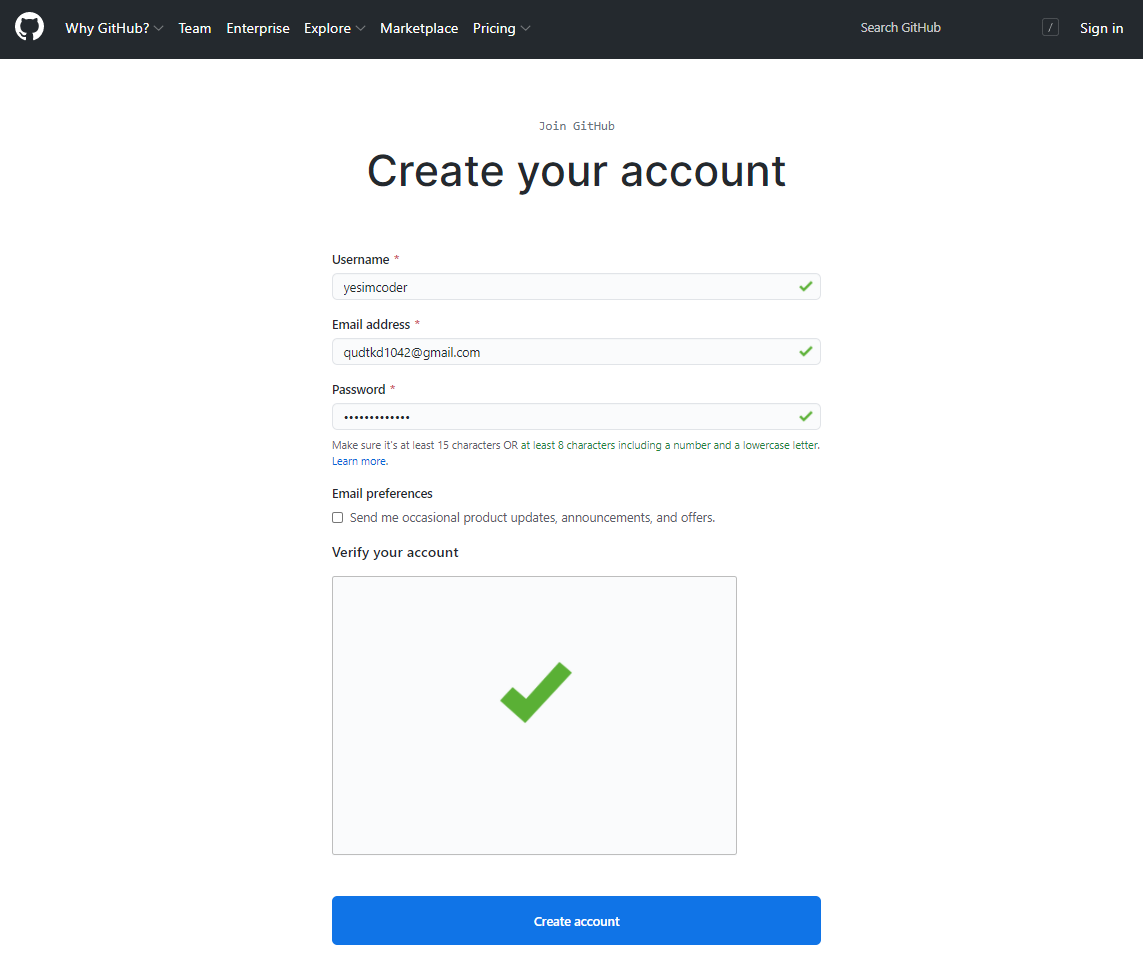 Why GitHub? Team Enterprise Explore Marketplace Pricing Search GitHub / Sign in
Join GitHub
Create your account
Username *
yesimcoder
Email address *
qudtkd1042@gmail.com
Password *
•••••••••••••
Make sure it's at least 15 characters OR at least 8 characters including a number and a lowercase letter.
Learn more.
Email preferences
Send me occasional product updates, announcements, and offers.
Verify your account
Create account